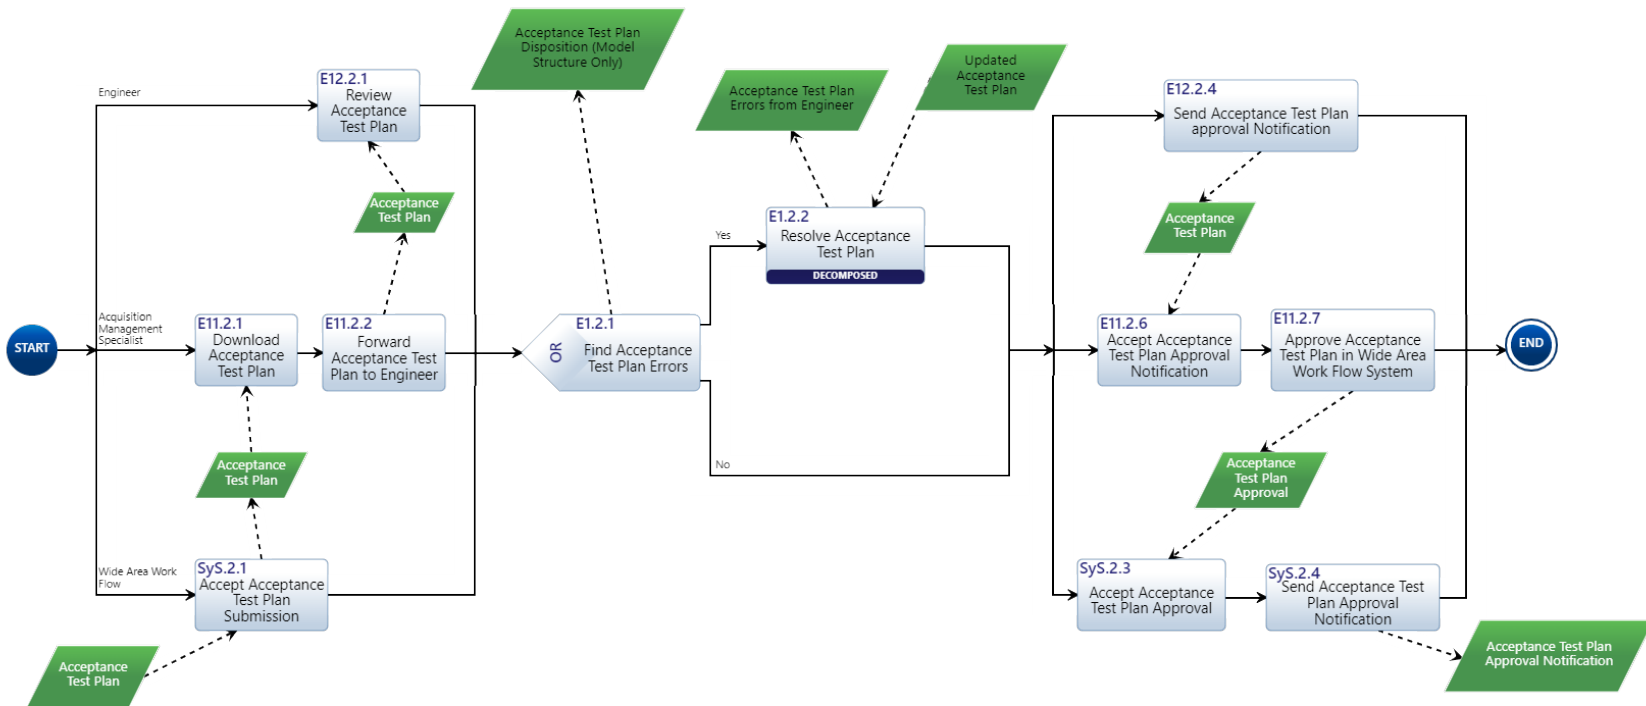 START
Engineer
E12.2.1
Review
Acceptance
Test Plan
Acceptance
Test Plan
Acquisition
Management
Specialist
E11.2.1
Download
Acceptance
Test Plan
E11.2.2
Forward
Acceptance Test
Plan to Engineer
Acceptance
Test Plan
Wide Area Work
Flow
SyS.2.1
Accept Acceptance
Test Plan
Submission
Acceptance
Test Plan
Acceptance Test Plan
Disposition (Model
Structure Only)
OR
E1.2.1
Find Acceptance
Test Plan Errors
Yes
No
Acceptance Test Plan
Errors from Engineer
Updated
Acceptance
Test Plan
E1.2.2
Resolve Acceptance
Test Plan
DECOMPOSED
E12.2.4
Send Acceptance Test Plan
approval Notification
Acceptance
Test Plan
E11.2.6
Accept Acceptance
Test Plan Approval
Notification
E11.2.7
Approve Acceptance
Test Plan in Wide Area
Work Flow System
Acceptance
Test Plan
Approval
SyS.2.3
Accept Acceptance
Test Plan Approval
SyS.2.4
Send Acceptance Test
Plan Approval
Notification
Acceptance Test Plan
Approval Notification
END